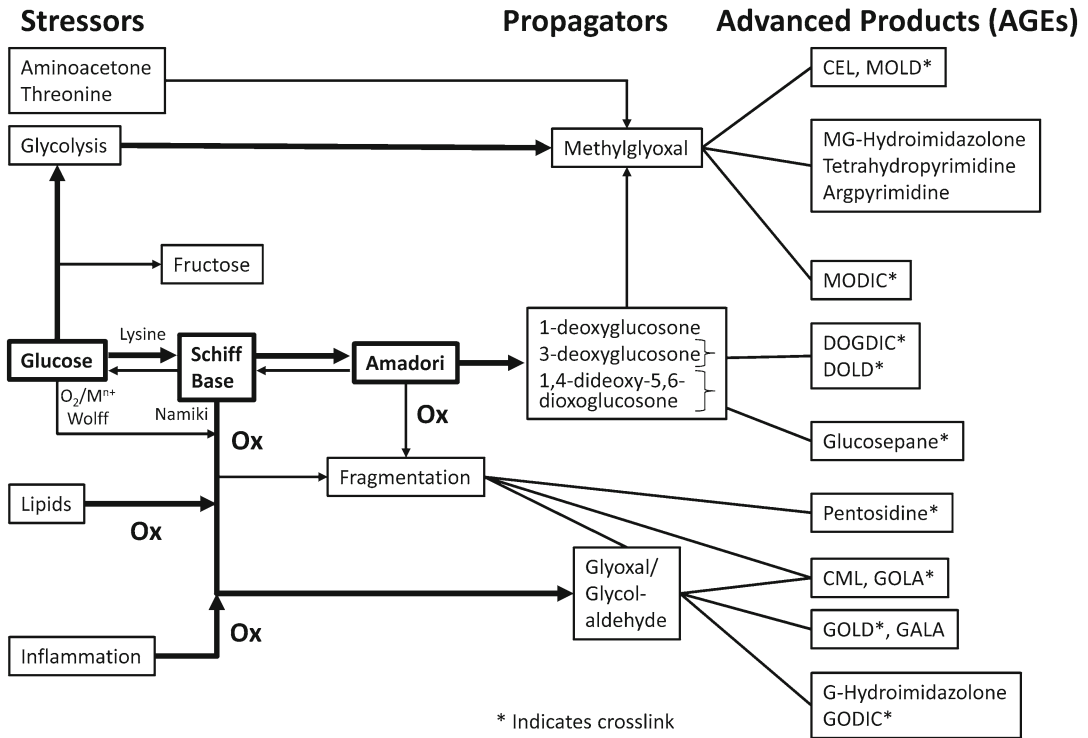 Stressors
Propagators
Advanced Products (AGEs)
Aminoacetone
Threonine
CEL, MOLD*
Glycolysis
Methylglyoxal
MG-Hydroimidazolone
Tetrahydropyrimidine
Argpyrimidine
Fructose
MODIC*
Glucose
Lysine
Schiff
Base
Amadori
1-deoxyglucosone
3-deoxyglucosone
1,4-dideoxy-5,6-
dioxoglucosone
DOGDIC*
DOLD*
O₂/Mⁿ⁺
Wolff
Namiki
Ox
Ox
Glucosepane*
Fragmentation
Lipids
Ox
Pentosidine*
Glyoxal/
Glycol-
aldehyde
CML, GOLA*
GOLD*, GALA
Inflammation
Ox
G-Hydroimidazolone
GODIC*
* Indicates crosslink